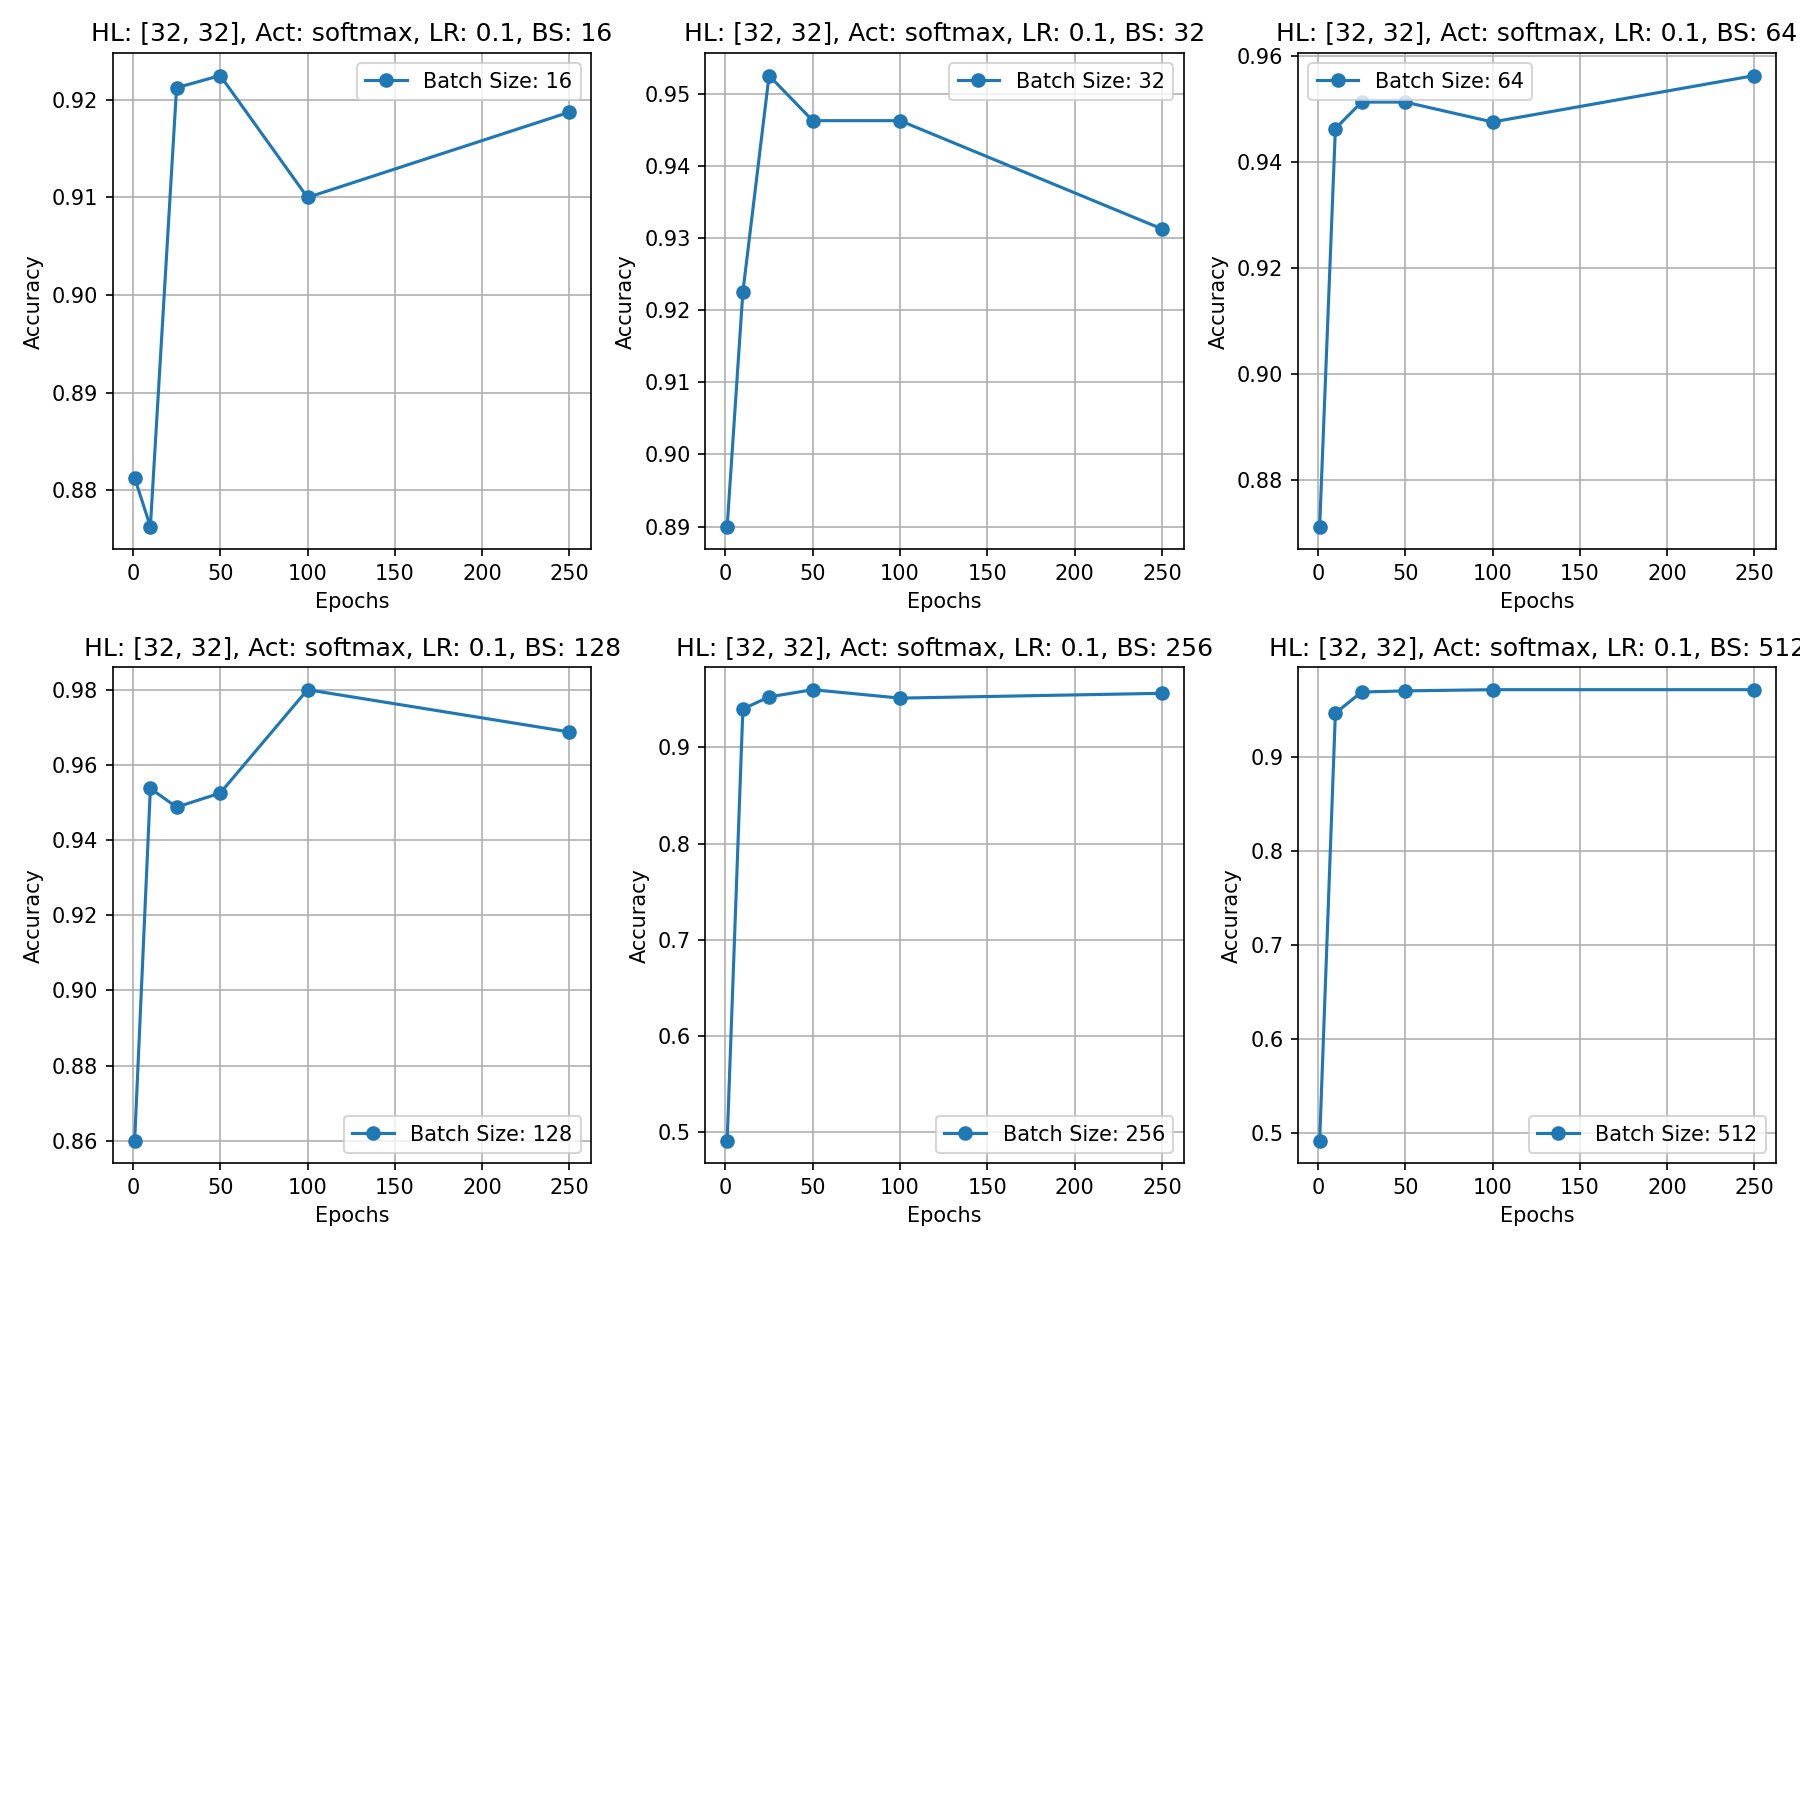 HL: [32, 32], Act: softmax, LR: 0.1, BS: 16
Batch Size: 16
0.92
0.91
0.90
0.89
0.88
Accuracy
0 50 100 150 200 250
Epochs
HL: [32, 32], Act: softmax, LR: 0.1, BS: 32
Batch Size: 32
0.95
0.94
0.93
0.92
0.91
0.90
0.89
Accuracy
0 50 100 150 200 250
Epochs
HL: [32, 32], Act: softmax, LR: 0.1, BS: 64
Batch Size: 64
0.96
0.94
0.92
0.90
0.88
Accuracy
0 50 100 150 200 250
Epochs
HL: [32, 32], Act: softmax, LR: 0.1, BS: 128
0.98
0.96
0.94
0.92
0.90
0.88
0.86
Accuracy
Batch Size: 128
0 50 100 150 200 250
Epochs
HL: [32, 32], Act: softmax, LR: 0.1, BS: 256
0.9
0.8
0.7
0.6
0.5
Accuracy
Batch Size: 256
0 50 100 150 200 250
Epochs
HL: [32, 32], Act: softmax, LR: 0.1, BS: 512
0.9
0.8
0.7
0.6
0.5
Accuracy
Batch Size: 512
0 50 100 150 200 250
Epochs